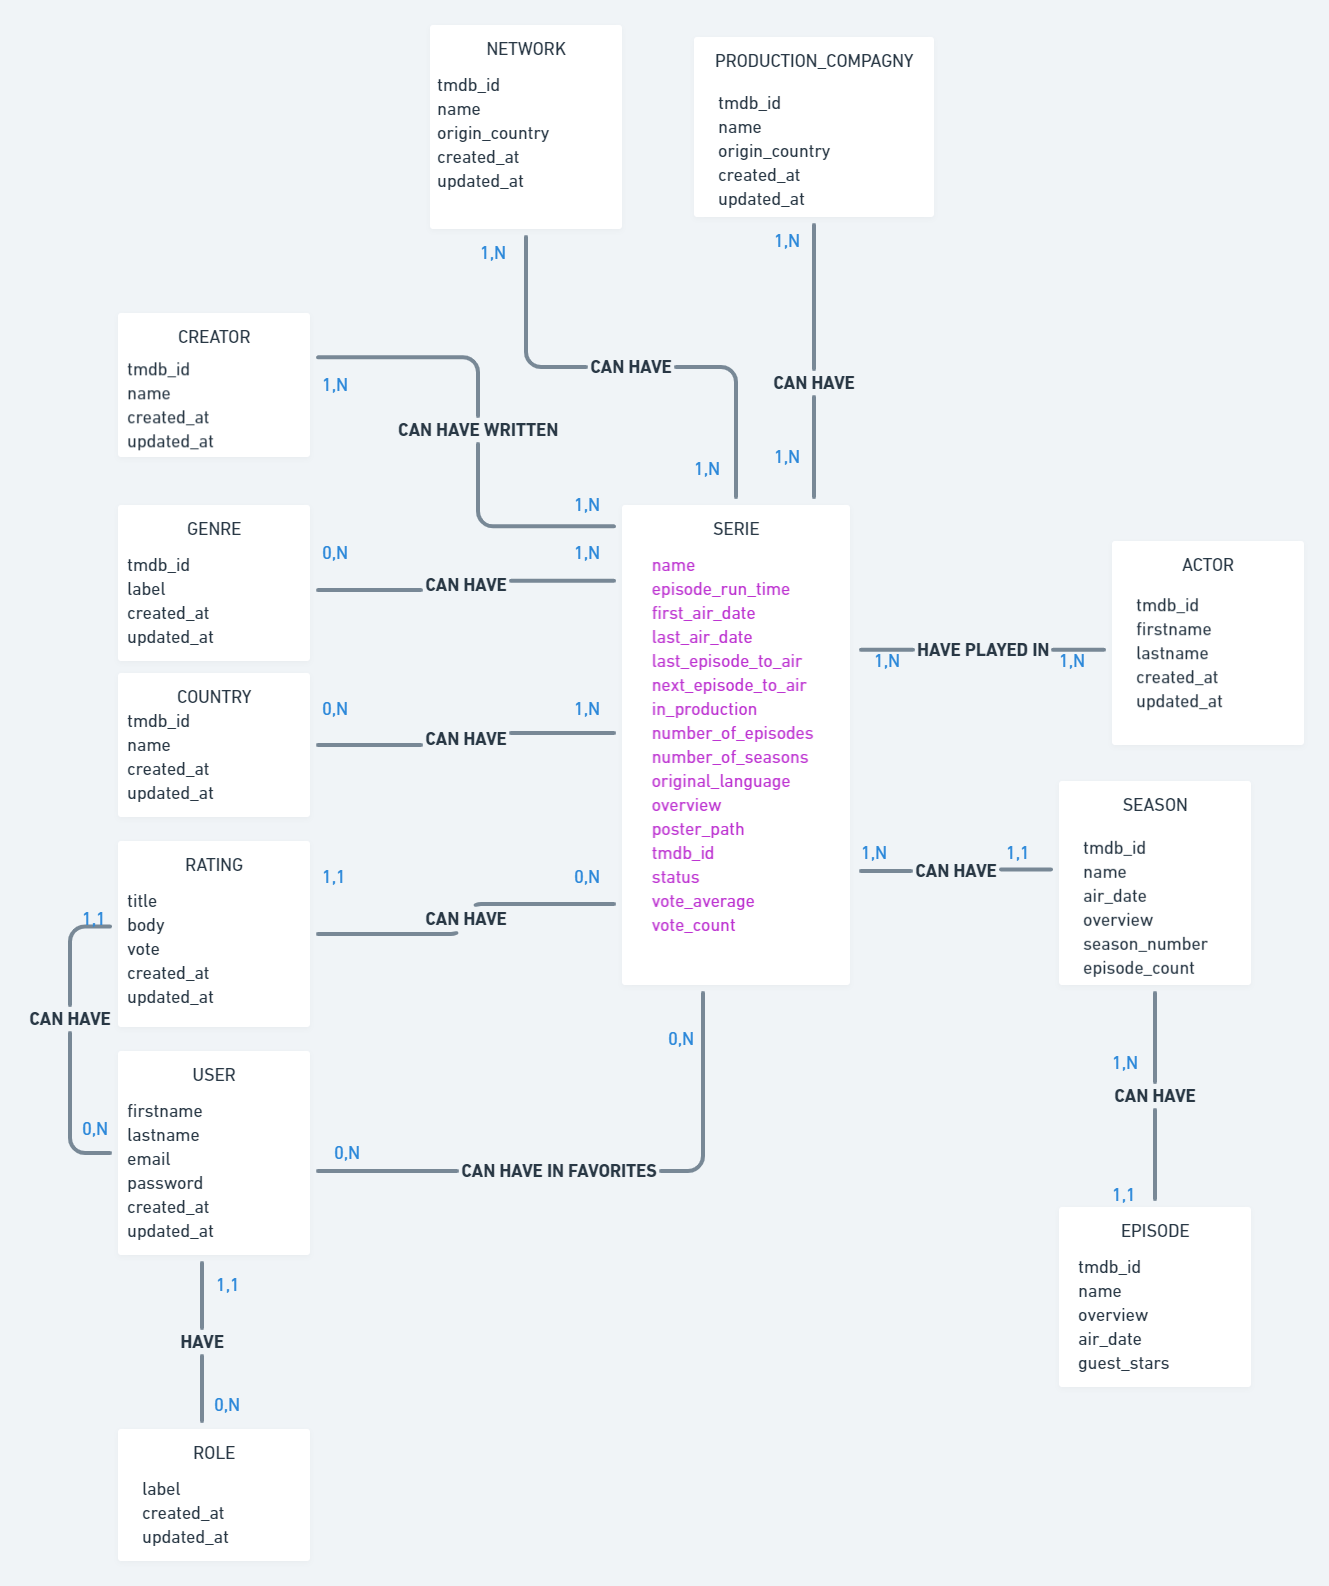 NETWORK
tmdb_id
name
origin_country
created_at
updated_at
PRODUCTION_COMPAGNY
tmdb_id
name
origin_country
created_at
updated_at
1,N
1,N
CAN HAVE
CAN HAVE
1,N
1,N
CREATOR
tmdb_id
name
created_at
updated_at
1,N
CAN HAVE WRITTEN
1,N
GENRE
tmdb_id
label
created_at
updated_at
0,N
CAN HAVE
1,N
COUNTRY
tmdb_id
name
created_at
updated_at
0,N
CAN HAVE
1,N
SERIE
name
episode_run_time
first_air_date
last_air_date
last_episode_to_air
next_episode_to_air
in_production
number_of_episodes
number_of_seasons
original_language
overview
poster_path
tmdb_id
status
vote_average
vote_count
1,N
HAVE PLAYED IN
1,N
ACTOR
tmdb_id
firstname
lastname
created_at
updated_at
1,N
CAN HAVE
1,1
SEASON
tmdb_id
name
air_date
overview
season_number
episode_count
1,N
CAN HAVE
1,1
EPISODE
tmdb_id
name
overview
air_date
guest_stars
RATING
title
body
vote
created_at
updated_at
1,1
CAN HAVE
0,N
1,1
CAN HAVE
0,N
USER
firstname
lastname
email
password
created_at
updated_at
0,N
CAN HAVE IN FAVORITES
0,N
1,1
HAVE
0,N
ROLE
label
created_at
updated_at